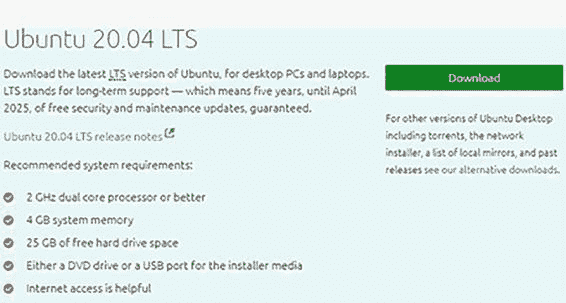 Ubuntu 20.04 LTS
Download the latest LTS version of Ubuntu, for desktop PCs and laptops.
LTS stands for long-term support — which means five years, until April
2025, of free security and maintenance updates, guaranteed.
Ubuntu 20.04 LTS release notes
Recommended system requirements:
2 GHz dual core processor or better
4 GB system memory
25 GB of free hard drive space
Either a DVD drive or a USB port for the installer media
Internet access is helpful
Download
For other versions of Ubuntu Desktop
including torrents, the network
installer, a list of local mirrors, and past
releases see our alternative downloads.